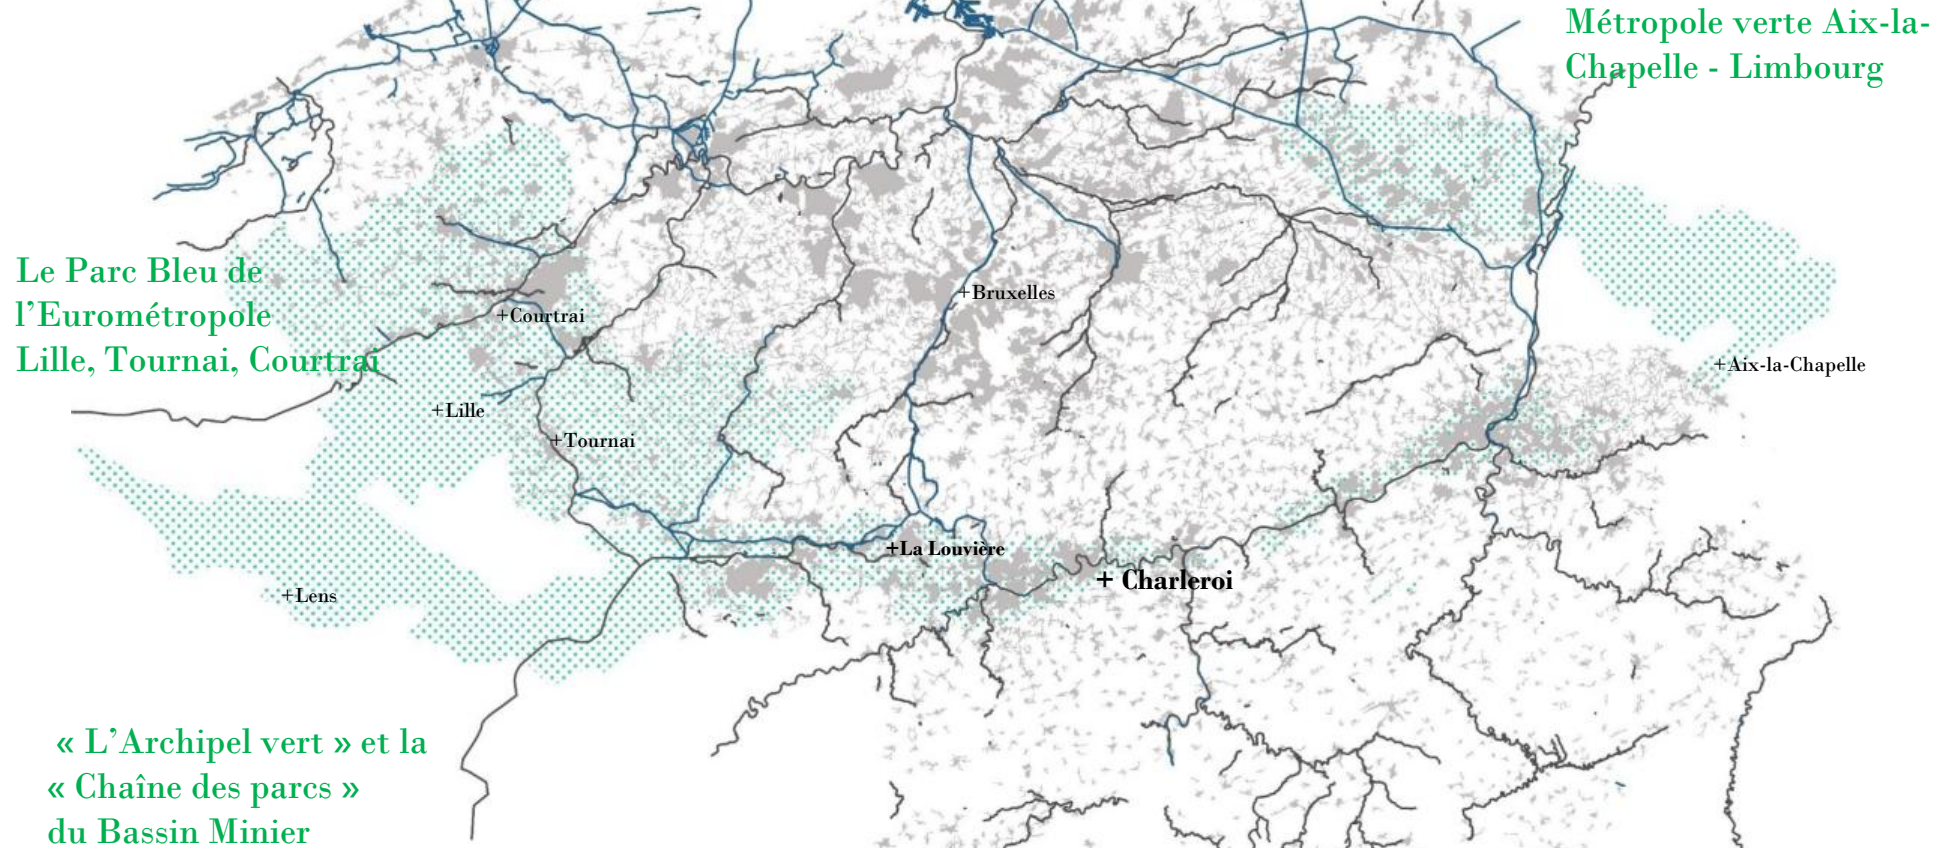 Métropole verte Aix-la-
Chapelle - Limbourg
Le Parc Bleu de
l’Eurométropole
Lille, Tournai, Courtrai
+Bruxelles
+Courtrai
+Aix-la-Chapelle
+Lille
+Tournai
+La Louvière
+ Charleroi
+Lens
« L’Archipel vert » et la
« Chaîne des parcs »
du Bassin Minier